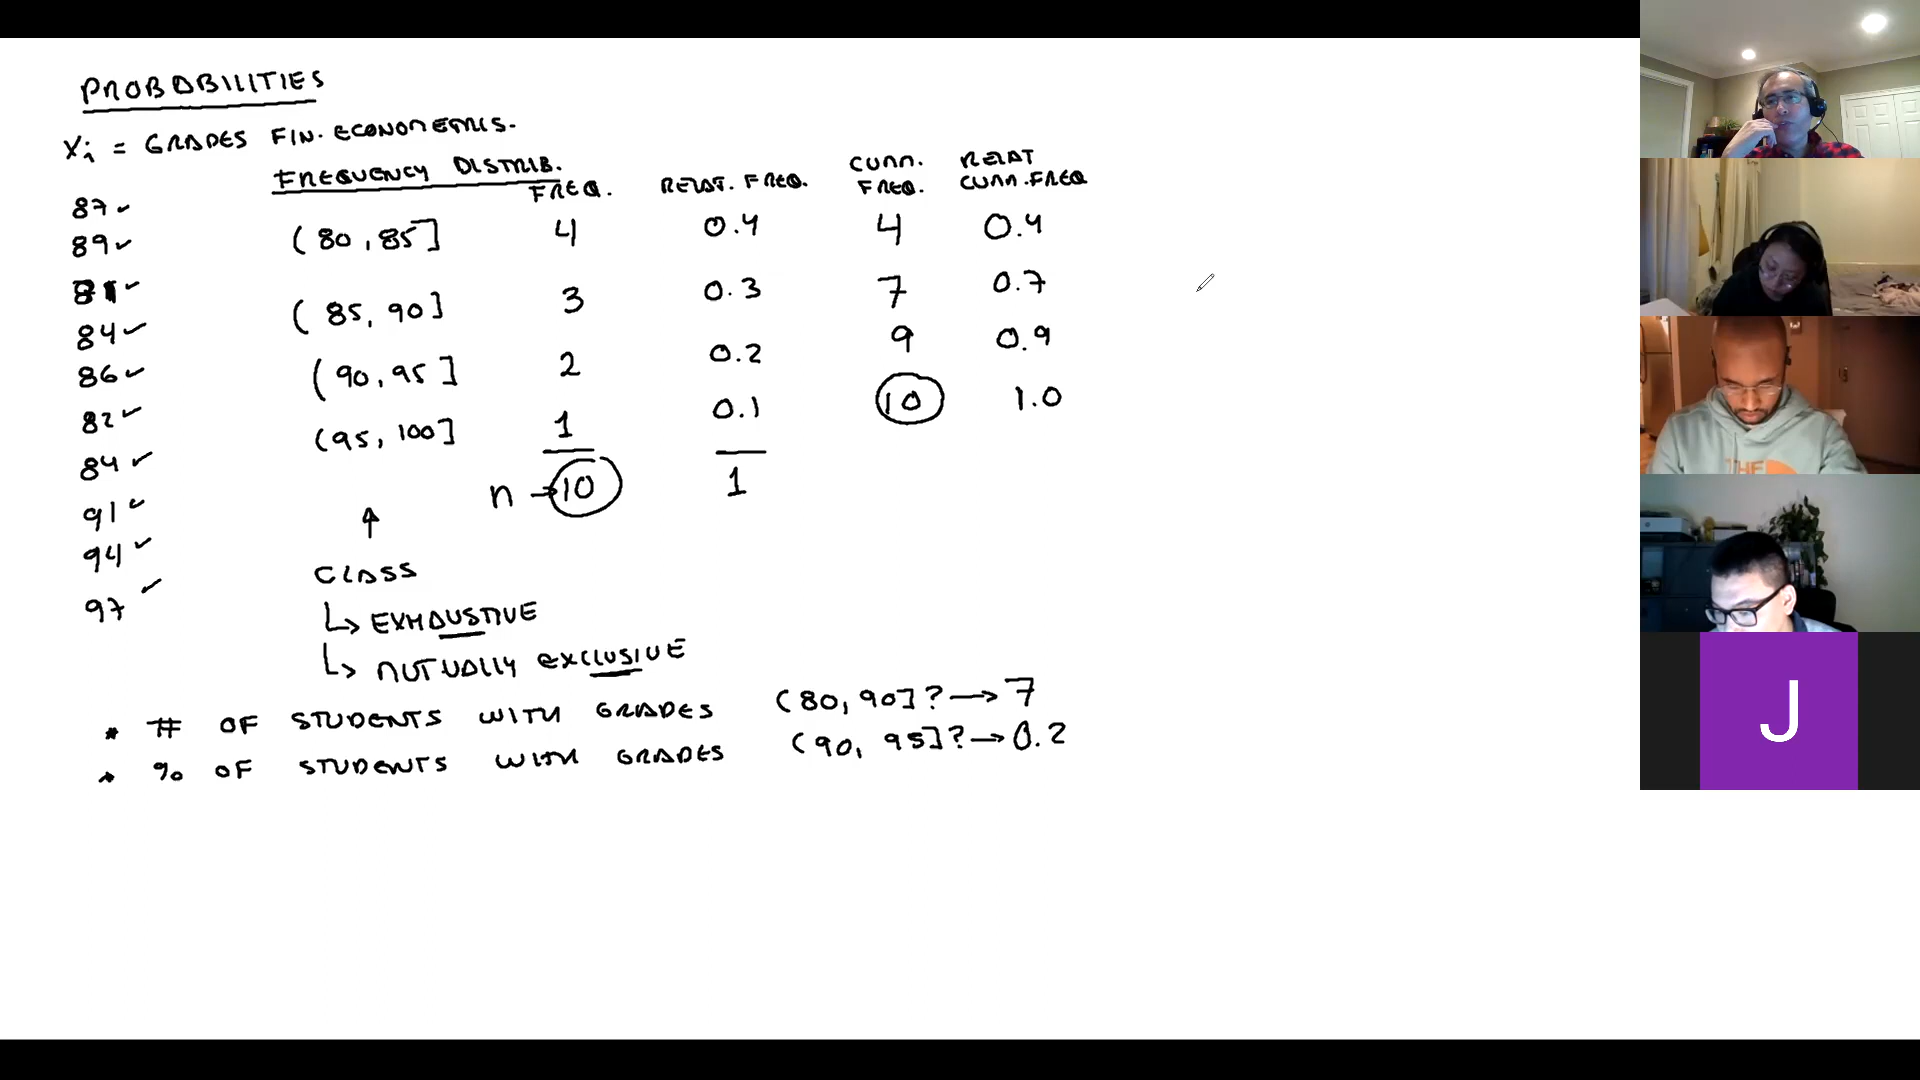 PROBABILITIES
Xi = GRADES FIN. ECONOMETRICS.
FREQUENCY DISTRIB.
FREQ. RELAT. FREQ. CUMM. FREQ. RELAT CUMM. FREQ
87 (80, 85] 4 0.4 4 0.4
89
81 (85, 90] 3 0.3 7 0.7
84
86 (90, 95] 2 0.2 9 0.9
82 (95, 100] 1 0.1 10 1.0
84 n → 10 1
91
94
97
CLASS
↳ EXHAUSTIVE
↳ MUTUALLY EXCLUSIVE
* # OF STUDENTS WITH GRADES (80, 90]? → 7
* % OF STUDENTS WITH GRADES (90, 95]? → 0.2
THE
J